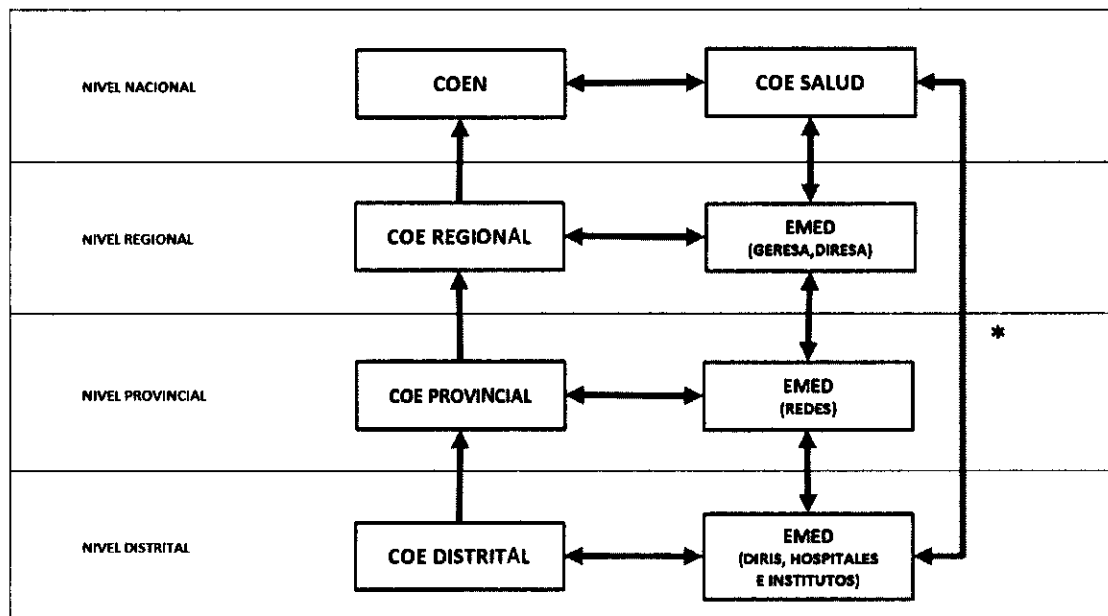 NIVEL NACIONAL
COEN
COE SALUD
NIVEL REGIONAL
COE REGIONAL
EMED
(GERESA,DIRESA)
*
NIVEL PROVINCIAL
COE PROVINCIAL
EMED
(REDES)
NIVEL DISTRITAL
COE DISTRITAL
EMED
(DIRIS, HOSPITALES
E INSTITUTOS)